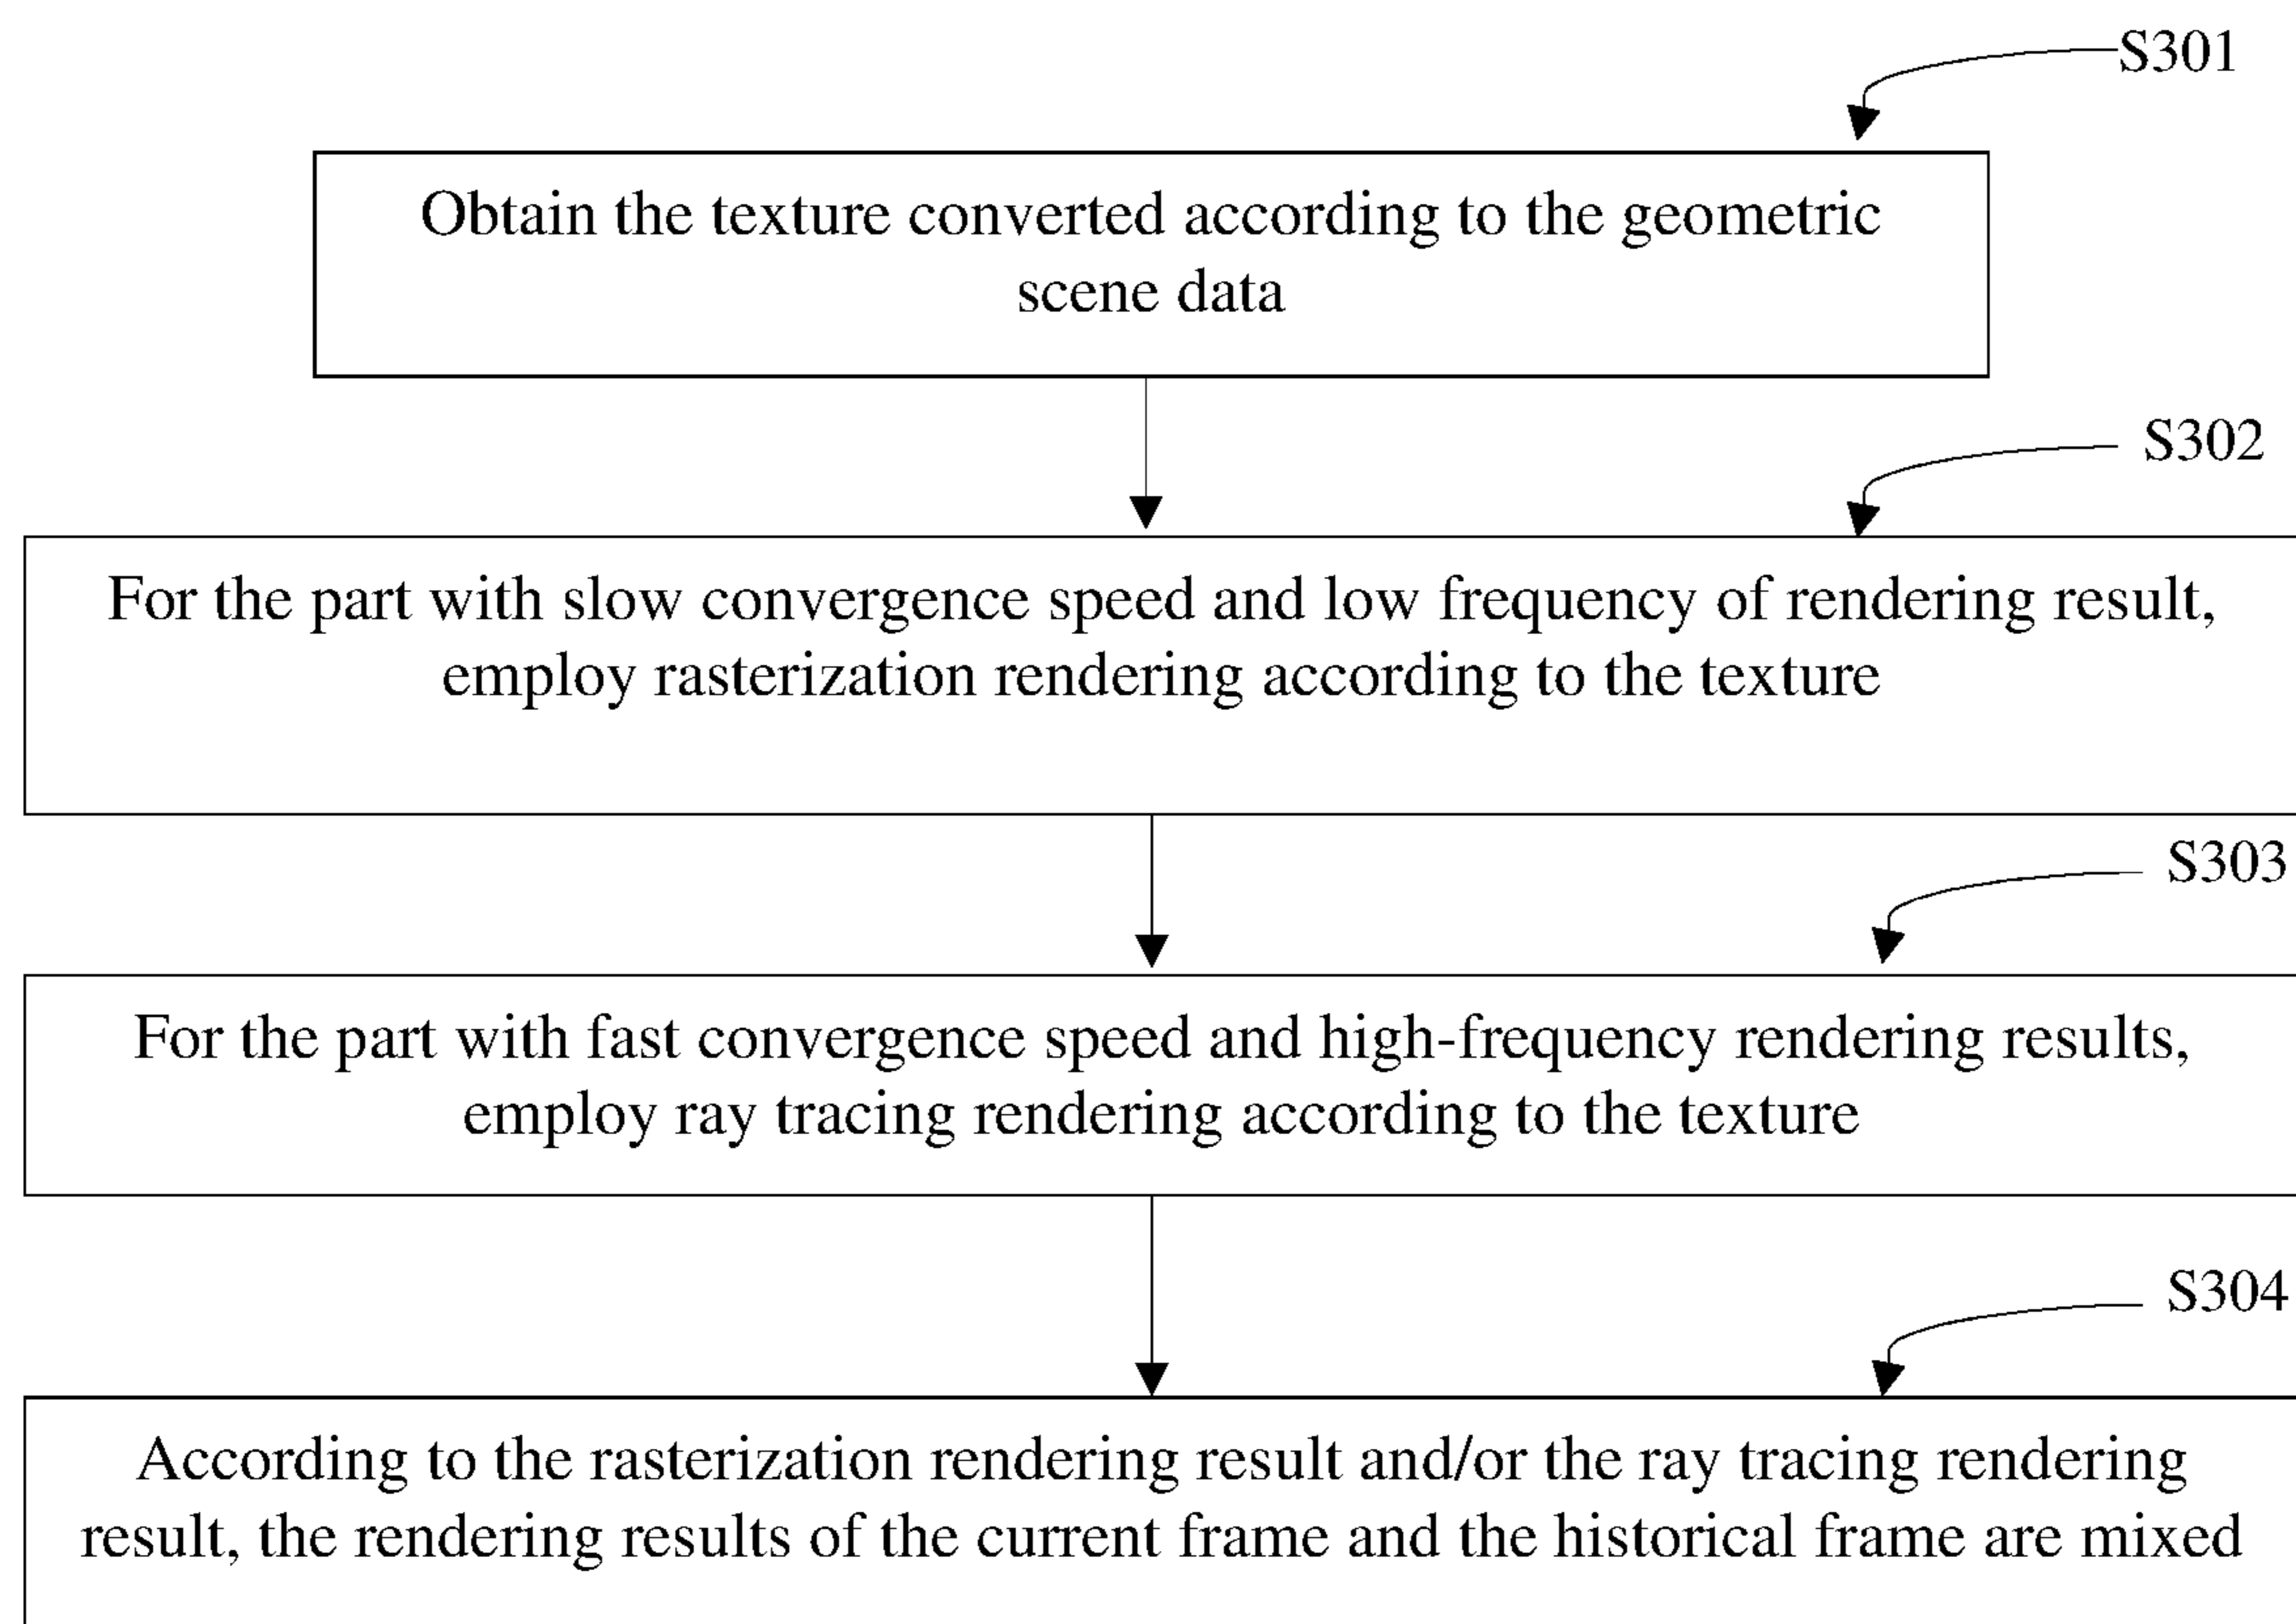 S301
Obtain the texture converted according to the geometric
scene data
S302
For the part with slow convergence speed and low frequency of rendering result,
employ rasterization rendering according to the texture
S303
For the part with fast convergence speed and high-frequency rendering results,
employ ray tracing rendering according to the texture
S304
According to the rasterization rendering result and/or the ray tracing rendering
result, the rendering results of the current frame and the historical frame are mixed